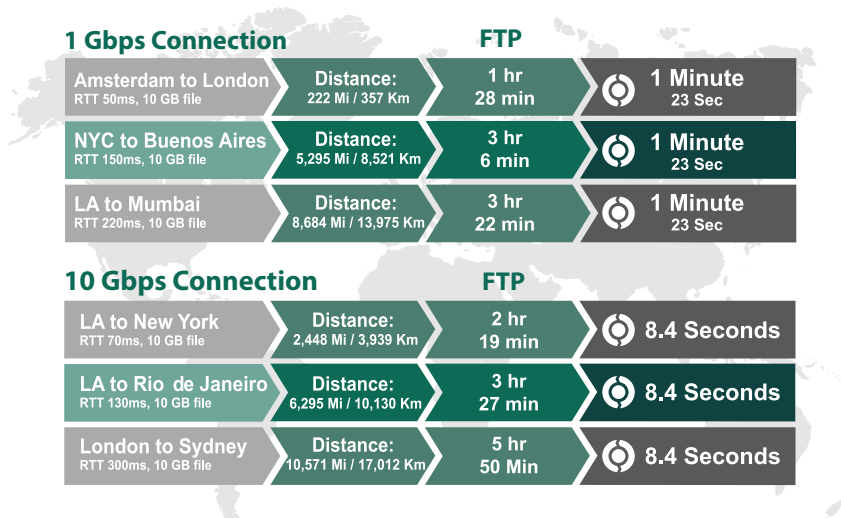 1 Gbps Connection FTP
Amsterdam to London Distance: 1 hr 1 Minute
RTT 50ms, 10 GB file 222 Mi / 357 Km 28 min 23 Sec
NYC to Buenos Aires Distance: 3 hr 1 Minute
RTT 150ms, 10 GB file 5,295 Mi / 8,521 Km 6 min 23 Sec
LA to Mumbai Distance: 3 hr 1 Minute
RTT 220ms, 10 GB file 8,684 Mi / 13,975 Km 22 min 23 Sec
10 Gbps Connection FTP
LA to New York Distance: 2 hr 8.4 Seconds
RTT 70ms, 10 GB file 2,448 Mi / 3,939 Km 19 min
LA to Rio de Janeiro Distance: 3 hr 8.4 Seconds
RTT 130ms, 10 GB file 6,295 Mi / 10,130 Km 27 min
London to Sydney Distance: 5 hr 8.4 Seconds
RTT 300ms, 10 GB file 10,571 Mi / 17,012 Km 50 Min